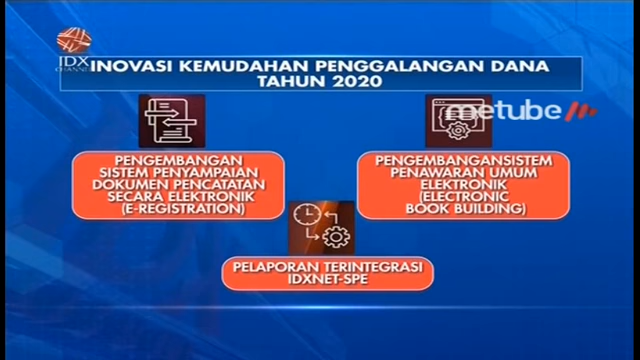 IDX
CHANNEL
INOVASI KEMUDAHAN PENGGALANGAN DANA
TAHUN 2020
metube
PENGEMBANGAN
SISTEM PENYAMPAIAN
DOKUMEN PENCATATAN
SECARA ELEKTRONIK
(E-REGISTRATION)
PENGEMBANGANSISTEM
PENAWARAN UMUM
ELEKTRONIK
(ELECTRONIC
BOOK BUILDING)
PELAPORAN TERINTEGRASI
IDXNET-SPE